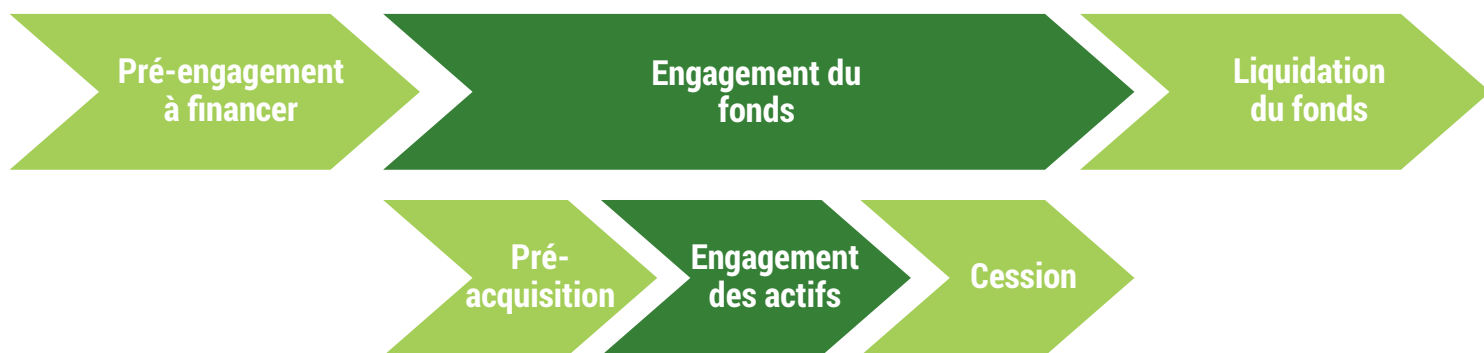 Pré-engagement
à financer
Engagement du
fonds
Liquidation
du fonds
Pré-
acquisition
Engagement
des actifs
Cession